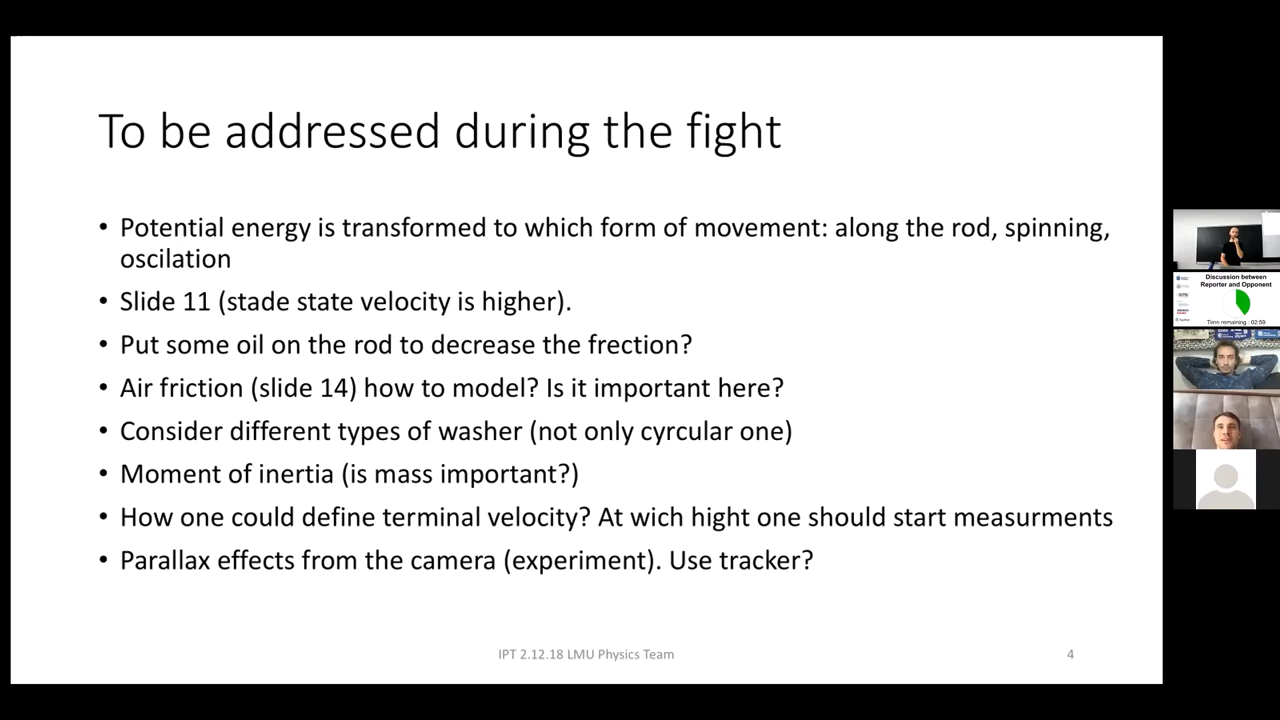 To be addressed during the fight
• Potential energy is transformed to which form of movement: along the rod, spinning,
oscilation
• Slide 11 (stade state velocity is higher).
• Put some oil on the rod to decrease the frection?
• Air friction (slide 14) how to model? Is it important here?
• Consider different types of washer (not only cyrcular one)
• Moment of inertia (is mass important?)
• How one could define terminal velocity? At wich hight one should start measurments
• Parallax effects from the camera (experiment). Use tracker?
IPT 2.12.18 LMU Physics Team
4
Discussion between
Reporter and Opponent
Time remaining : 02:59